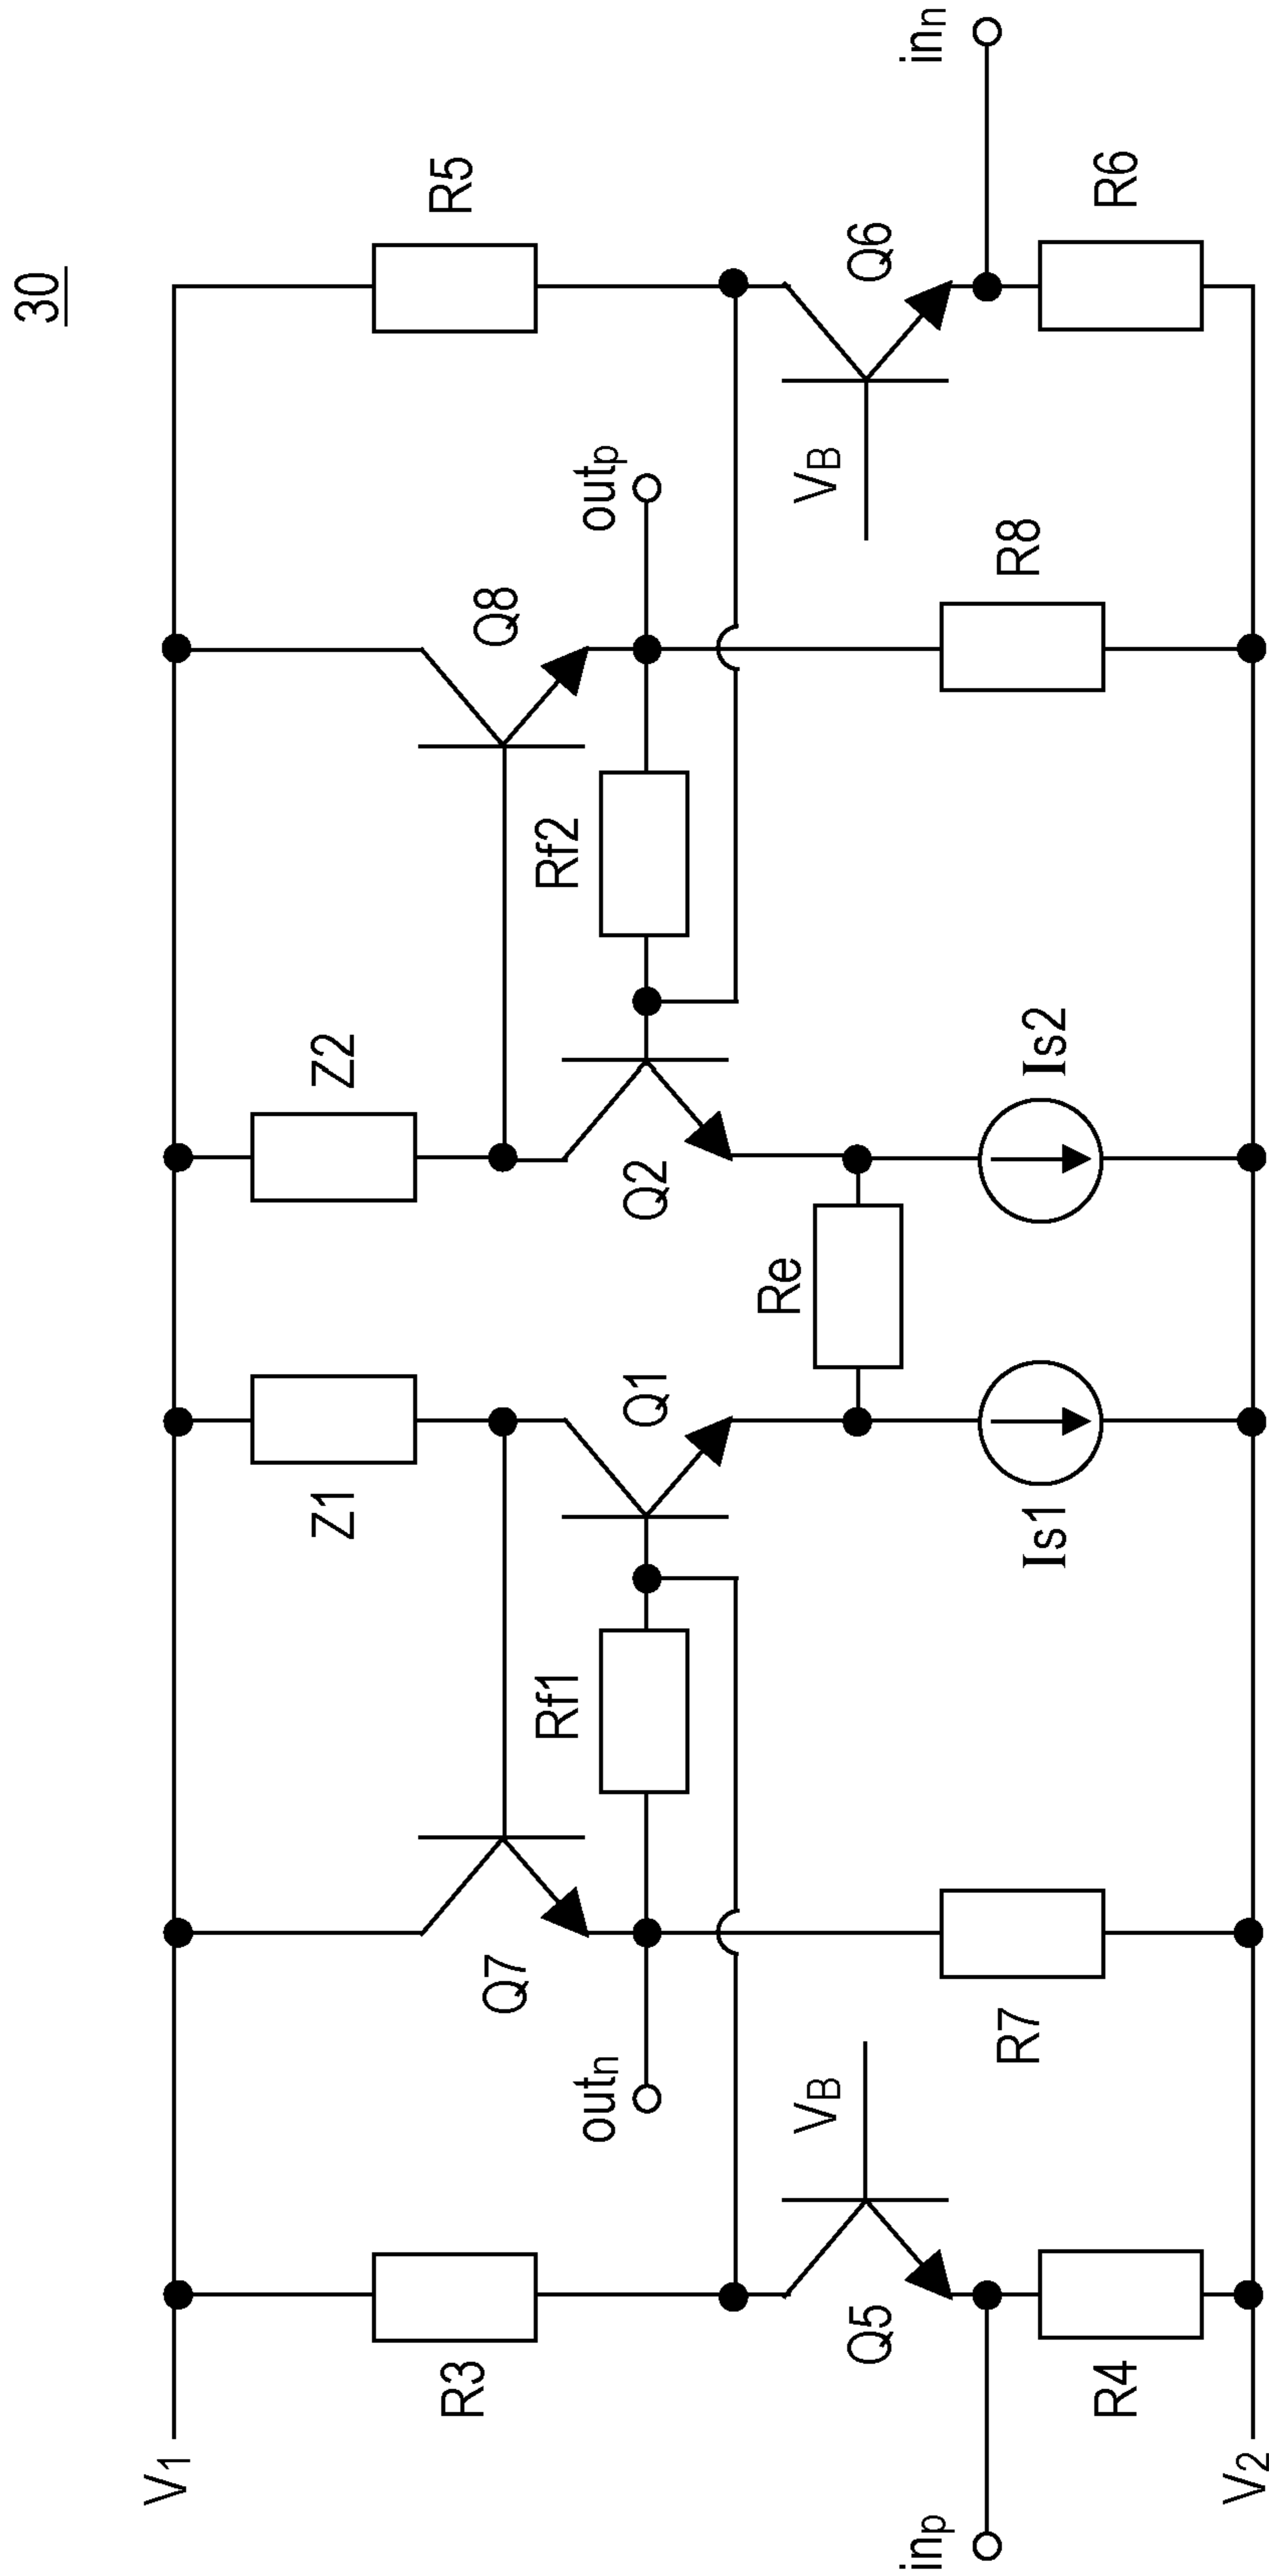 30
V1
R3
inp
Q5
VB
R4
outn
Q7
Rf1
R7
Z1
Q1
Is1
Re
Z2
Q2
Is2
Rf2
Q8
outp
R8
VB
R5
Q6
inn
R6
V2